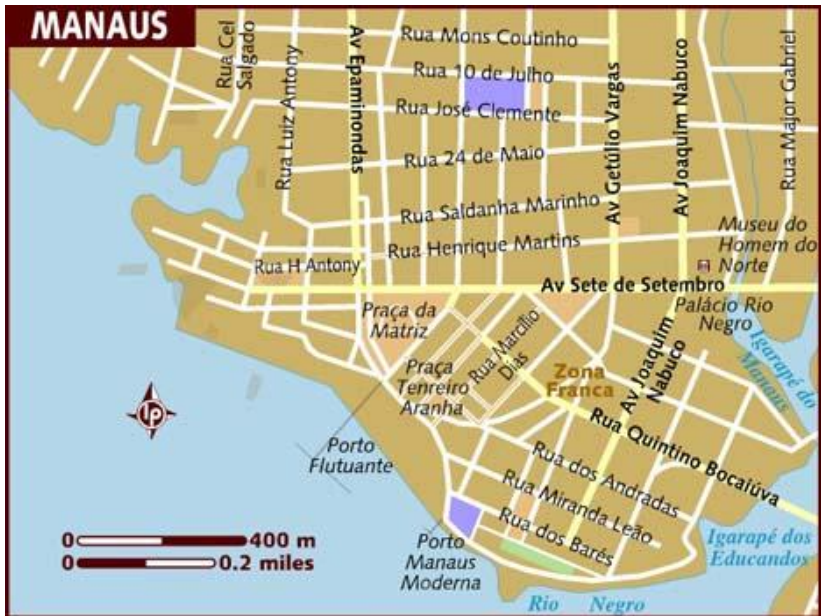 MANAUS
Rua Cel
Salgado
Rua Luiz Antony
Av Epaminondas
Rua Mons Coutinho
Rua 10 de Julho
Rua José Clemente
Rua 24 de Maio
Rua Saldanha Marinho
Rua Henrique Martins
Av Getúlio Vargas
Av Joaquim Nabuco
Rua Major Gabriel
Museu do
Homem do
Norte
Rua H Antony
Av Sete de Setembro
Palácio Rio
Negro
Praça da
Matriz
Rua Marcílio
Dias
Praça
Tenreiro
Aranha
Zona
Franca
Av Joaquim
Nabuco
Igarapé do
Manaus
Rua Quintino Bocaiúva
Porto
Flutuante
Rua dos Andradas
Rua Miranda Leão
Rua dos Barés
Igarapé dos
Educandos
Porto
Manaus
Moderna
Rio Negro
lp
0 400 m
0 0.2 miles